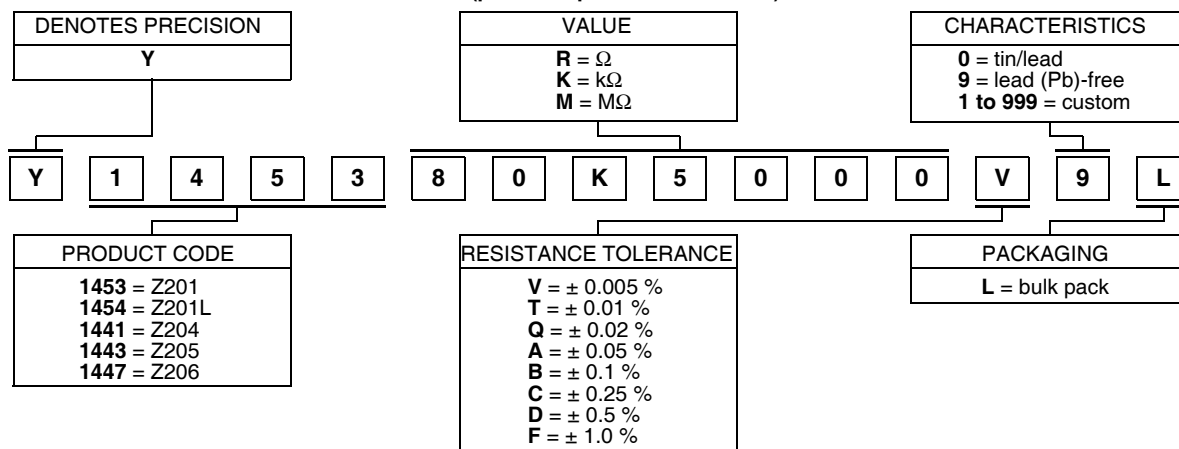 DENOTES PRECISION
Y
VALUE
R = Ω
K = kΩ
M = MΩ
CHARACTERISTICS
0 = tin/lead
9 = lead (Pb)-free
1 to 999 = custom
Y 1 4 5 3 8 0 K 5 0 0 0 V 9 L
PRODUCT CODE
1453 = Z201
1454 = Z201L
1441 = Z204
1443 = Z205
1447 = Z206
RESISTANCE TOLERANCE
V = ± 0.005 %
T = ± 0.01 %
Q = ± 0.02 %
A = ± 0.05 %
B = ± 0.1 %
C = ± 0.25 %
D = ± 0.5 %
F = ± 1.0 %
PACKAGING
L = bulk pack